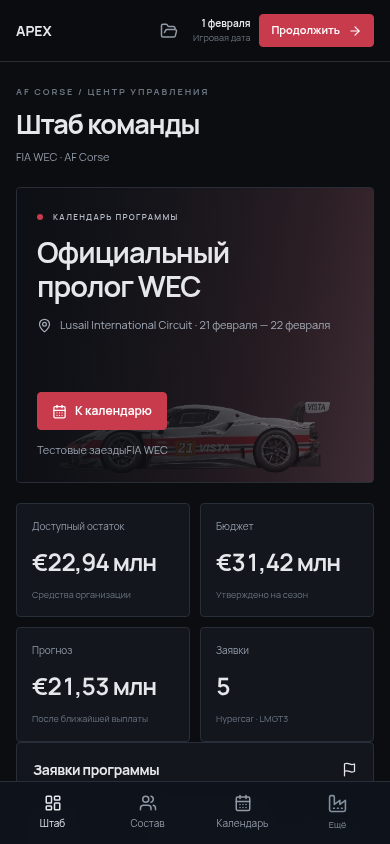 APEX
1 февраля
Игровая дата
Продолжить
AF CORSE / ЦЕНТР УПРАВЛЕНИЯ
Штаб команды
FIA WEC · AF Corse
КАЛЕНДАРЬ ПРОГРАММЫ
Официальный
пролог WEC
Lusail International Circuit · 21 февраля — 22 февраля
К календарю
VISTA
21 VISTA
Тестовые заездыFIA WEC
Доступный остаток
€22,94 млн
Средства организации
Бюджет
€31,42 млн
Утверждено на сезон
Прогноз
€21,53 млн
После ближайшей выплаты
Заявки
5
Hypercar · LMGT3
Заявки программы
Штаб
Состав
Календарь
Ещё